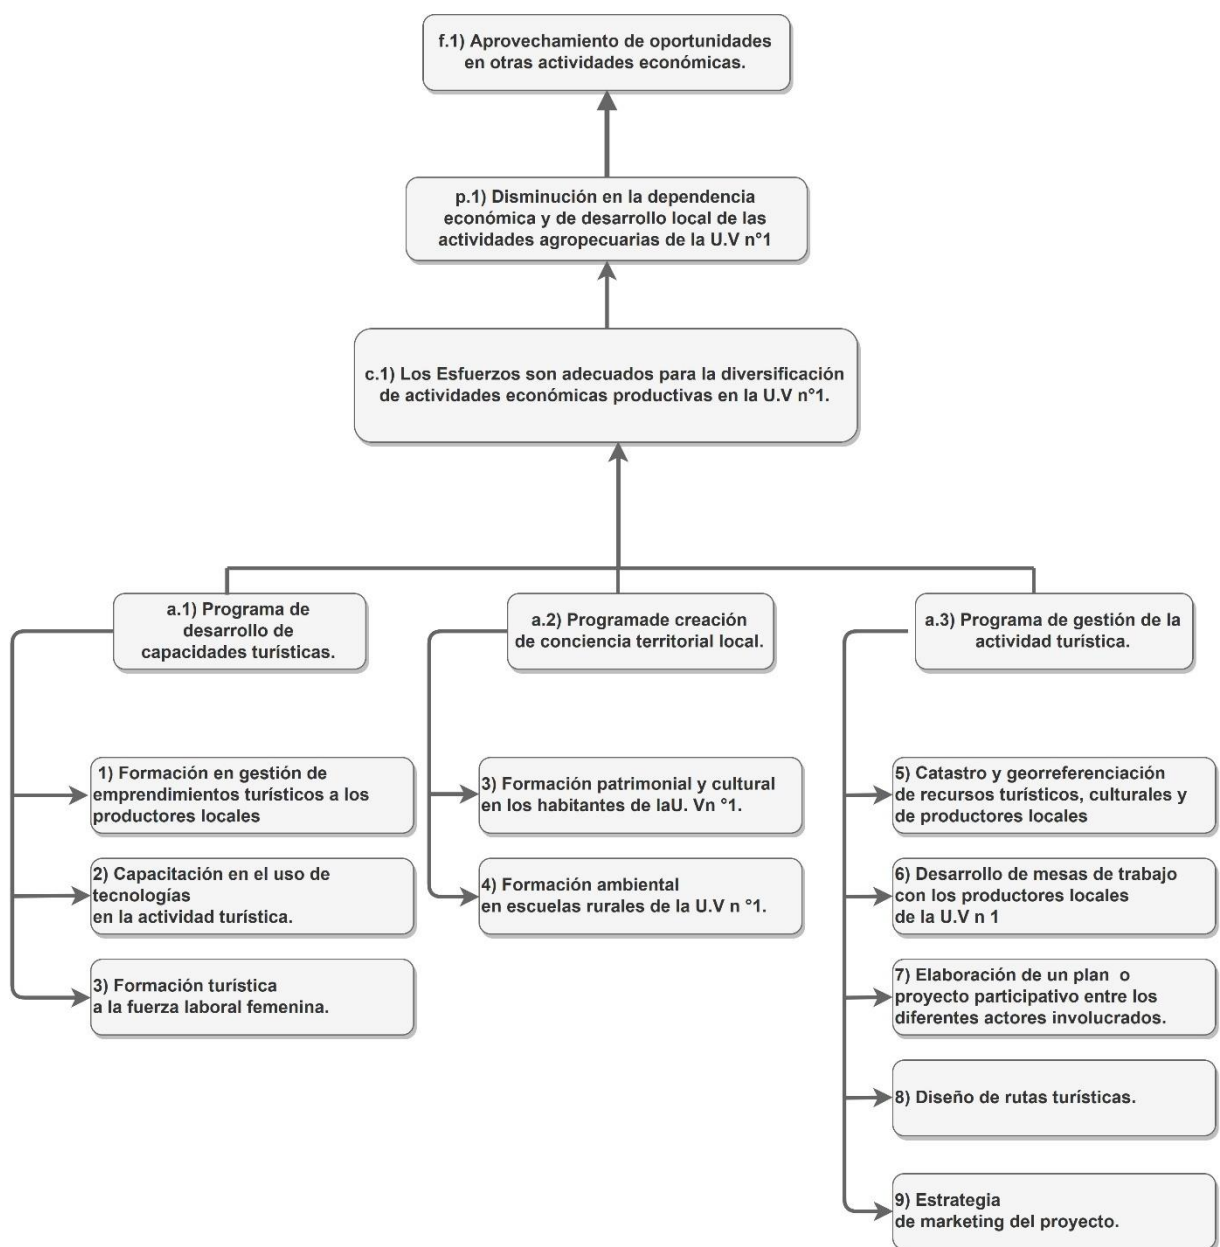 f.1) Aprovechamiento de oportunidades
en otras actividades económicas.
p.1) Disminución en la dependencia
económica y de desarrollo local de las
actividades agropecuarias de la U.V n°1
c.1) Los Esfuerzos son adecuados para la diversificación
de actividades económicas productivas en la U.V n°1.
a.1) Programa de
desarrollo de
capacidades turísticas.
a.2) Programade creación
de conciencia territorial local.
a.3) Programa de gestión de la
actividad turística.
1) Formación en gestión de
emprendimientos turísticos a los
productores locales
2) Capacitación en el uso de
tecnologías
en la actividad turística.
3) Formación turística
a la fuerza laboral femenina.
3) Formación patrimonial y cultural
en los habitantes de laU. Vn °1.
4) Formación ambiental
en escuelas rurales de la U.V n °1.
5) Catastro y georreferenciación
de recursos turísticos, culturales y
de productores locales
6) Desarrollo de mesas de trabajo
con los productores locales
de la U.V n 1
7) Elaboración de un plan o
proyecto participativo entre los
diferentes actores involucrados.
8) Diseño de rutas turísticas.
9) Estrategia
de marketing del proyecto.